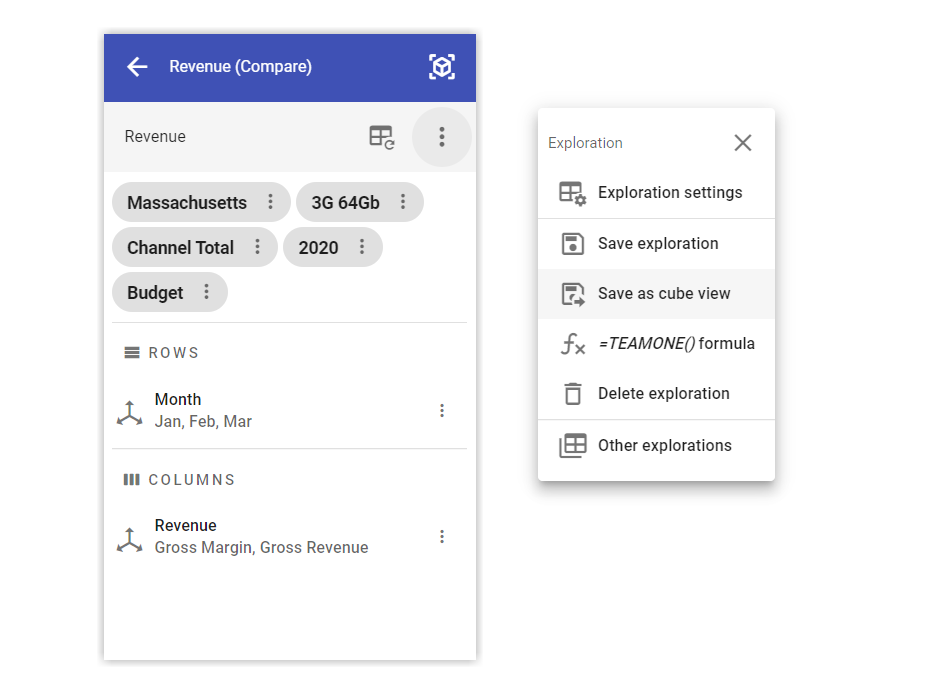 Revenue (Compare)
Revenue
Massachusetts
3G 64Gb
Channel Total
2020
Budget
ROWS
Month
Jan, Feb, Mar
COLUMNS
Revenue
Gross Margin, Gross Revenue
Exploration
Exploration settings
Save exploration
Save as cube view
=TEAMONE() formula
Delete exploration
Other explorations